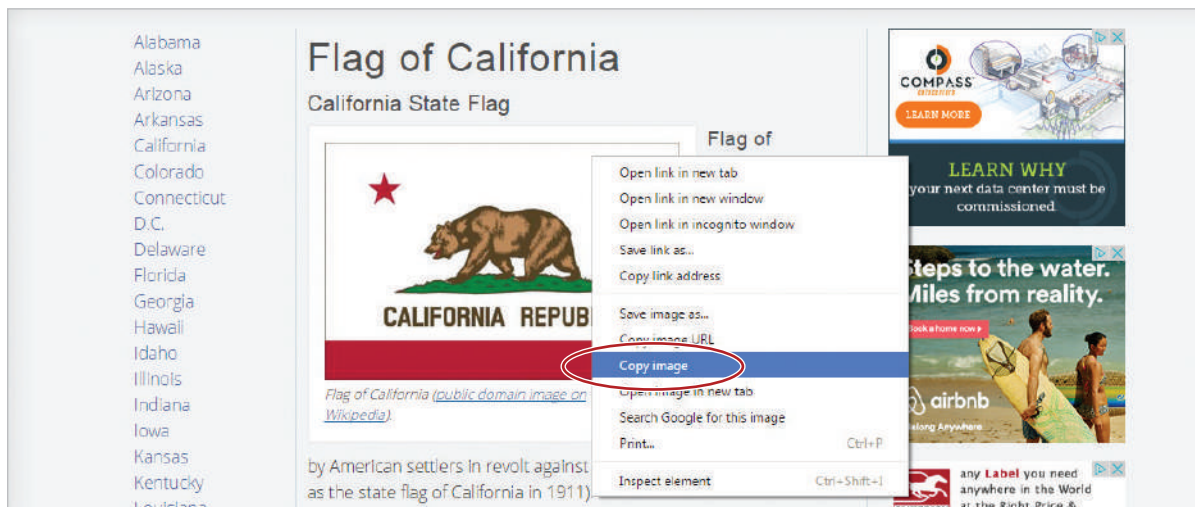 Alabama
Alaska
Arizona
Arkansas
California
Colorado
Connecticut
D.C.
Delaware
Florida
Georgia
Hawaii
Idaho
Illinois
Indiana
Iowa
Kansas
Kentucky
Louisiana
Flag of California
California State Flag
Flag of
CALIFORNIA REPUB
Flag of California (public domain image on
Wikipedia).
by American settlers in revolt against
as the state flag of California in 1911).
Open link in new tab
Open link in new window
Open link in incognito window
Save link as...
Copy link address
Save image as...
Copy image URL
Copy image
Open image in new tab
Search Google for this image
Print... Ctrl+P
Inspect element Ctrl+Shift+I
COMPASS
LEARN MORE
LEARN WHY
your next data center must be
commissioned.
Steps to the water.
Miles from reality.
Book a home now
airbnb
Belong Anywhere
any Label you need
anywhere in the World
at the Right Price &